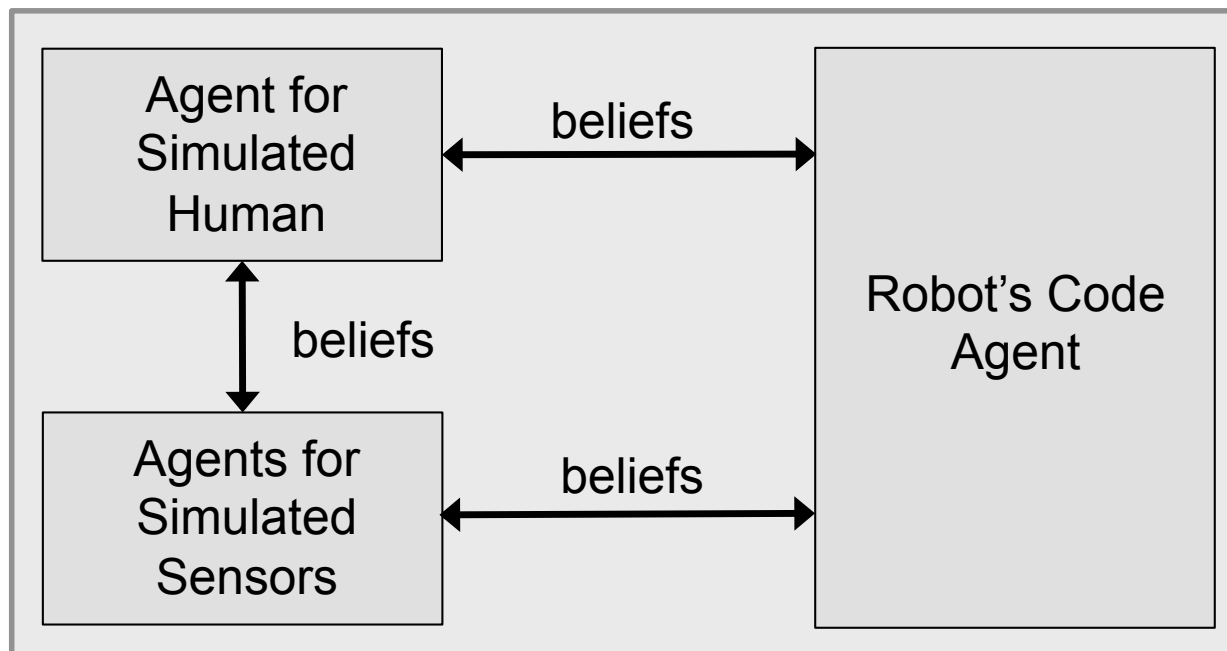 Agent for
Simulated
Human
beliefs
beliefs
Robot’s Code
Agent
Agents for
Simulated
Sensors
beliefs